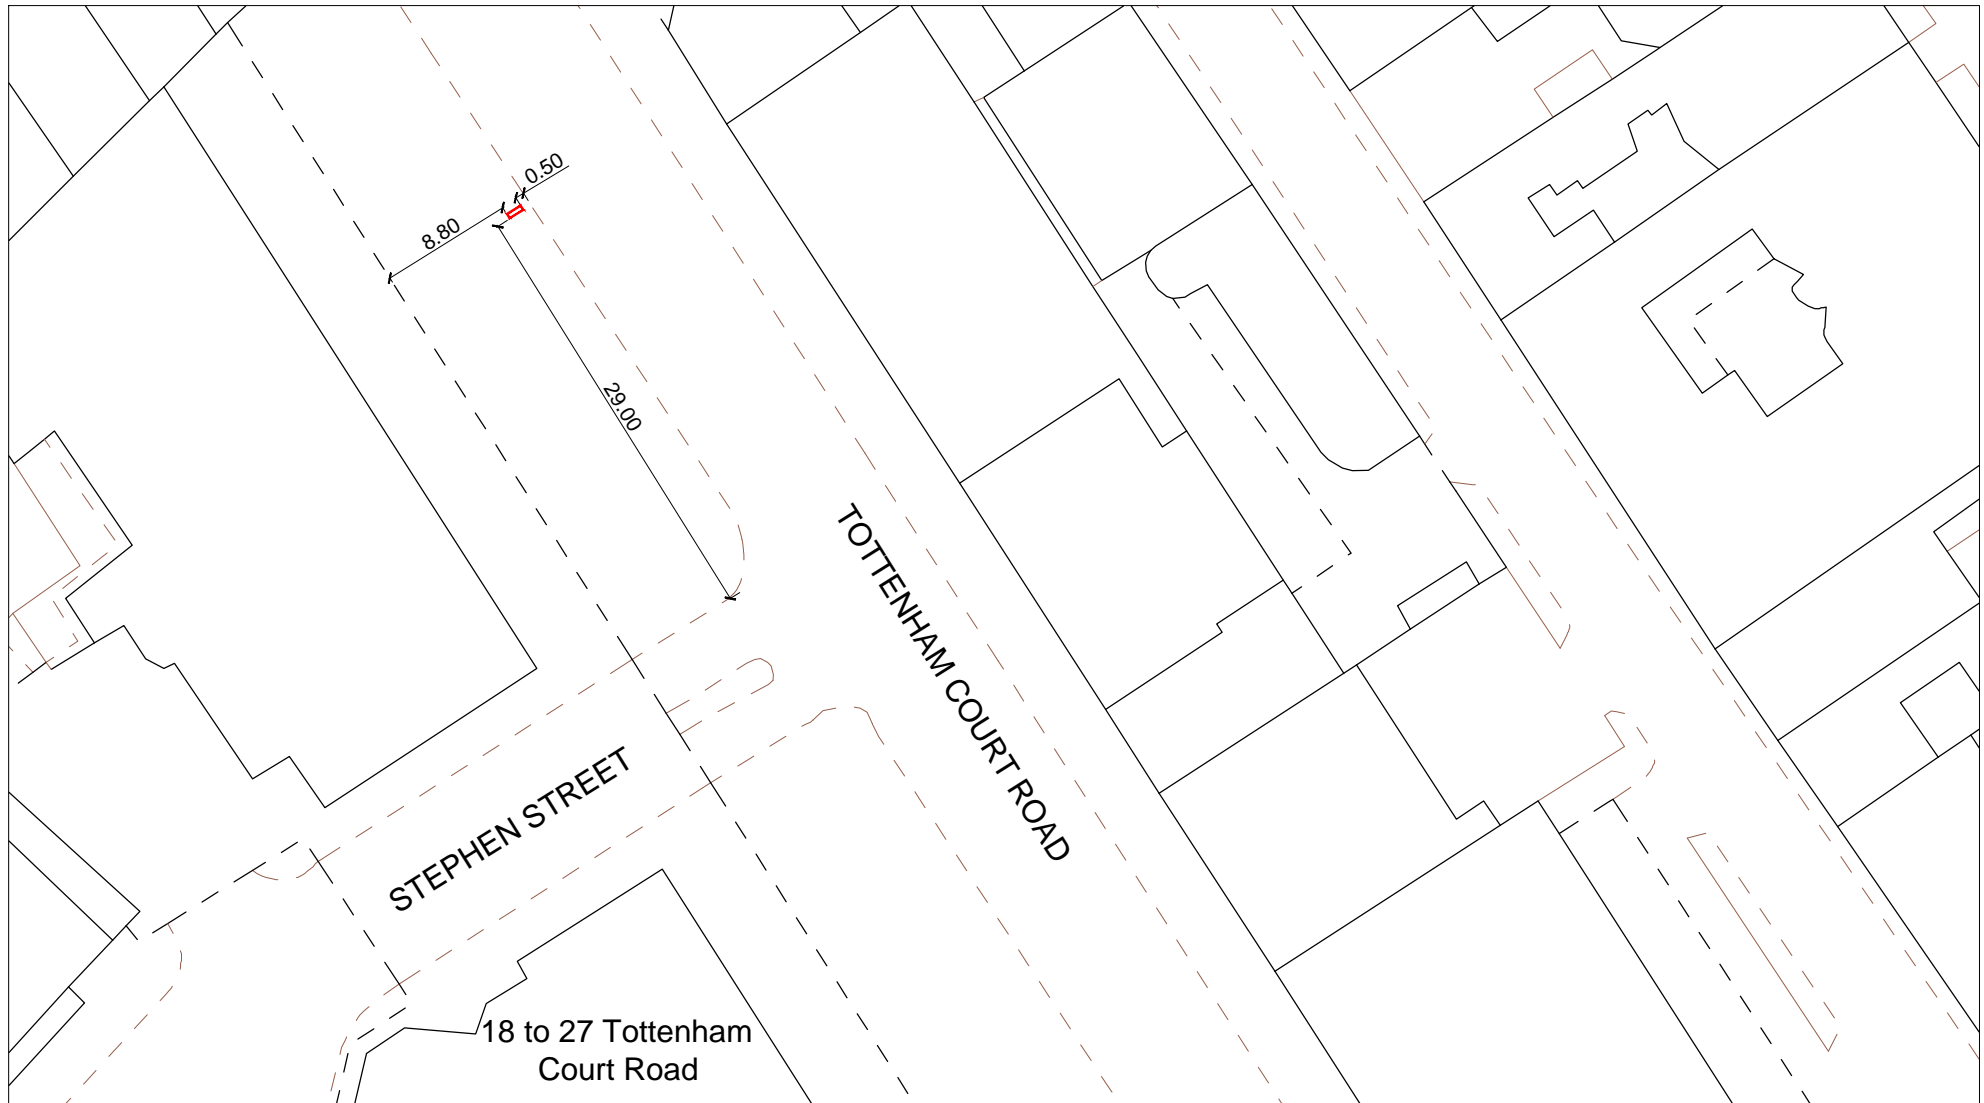 0.50
8.80
29.00
TOTTENHAM COURT ROAD
STEPHEN STREET
18 to 27 Tottenham
Court Road